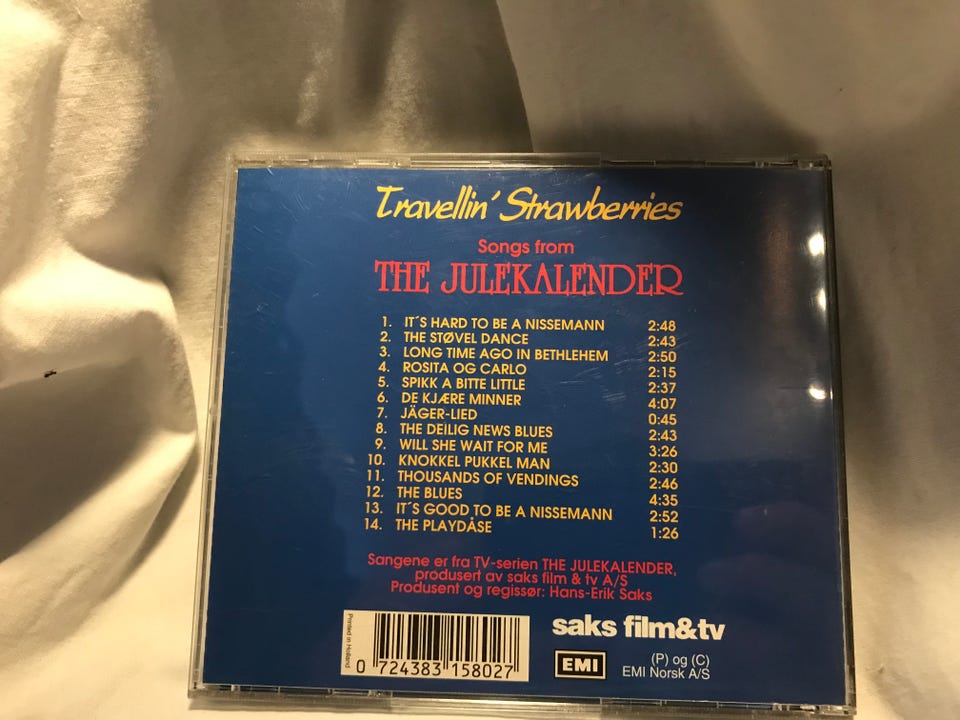 Travellin' Strawberries
Songs from
THE JULEKALENDER
1. IT´S HARD TO BE A NISSEMANN 2:48
2. THE STØVEL DANCE 2:43
3. LONG TIME AGO IN BETHLEHEM 2:50
4. ROSITA OG CARLO 2:15
5. SPIKK A BITTE LITTLE 2:37
6. DE KJÆRE MINNER 4:07
7. JÄGER-LIED 0:45
8. THE DEILIG NEWS BLUES 2:43
9. WILL SHE WAIT FOR ME 3:26
10. KNOKKEL PUKKEL MAN 2:30
11. THOUSANDS OF VENDINGS 2:46
12. THE BLUES 4:35
13. IT´S GOOD TO BE A NISSEMANN 2:52
14. THE PLAYDÅSE 1:26
Sangene er fra TV-serien THE JULEKALENDER,
produsert av saks film & tv A/S
Produsent og regissør: Hans-Erik Saks
Printed in Holland
0 724383 158027
saks film&tv
EMI
(P) og (C)
EMI Norsk A/S